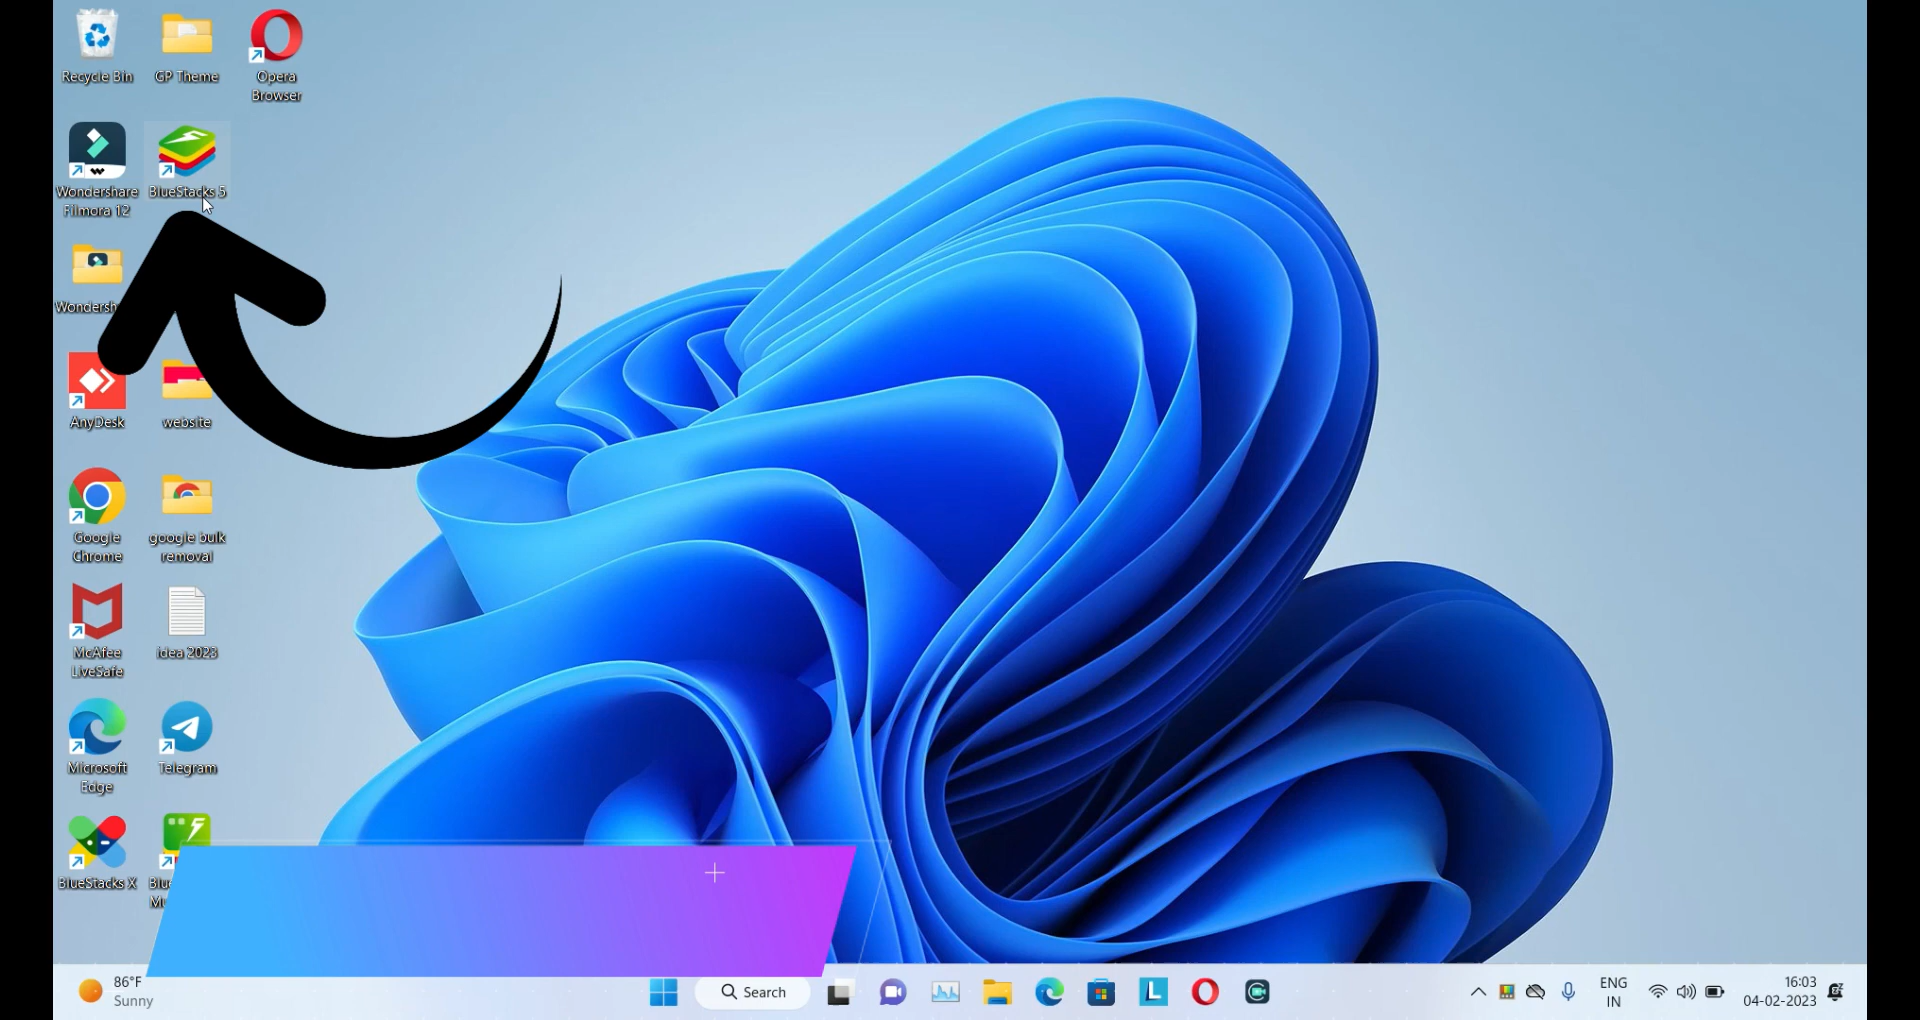 Recycle Bin
GP Theme
Opera
Browser
Wondershare
Filmora 12
BlueStacks 5
AnyDesk
website
Google
Chrome
google bulk
removal
McAfee
LiveSafe
idea 2023
Microsoft
Edge
Telegram
BlueStacks X
86°F
Sunny
Search
ENG
IN
16:03
04-02-2023